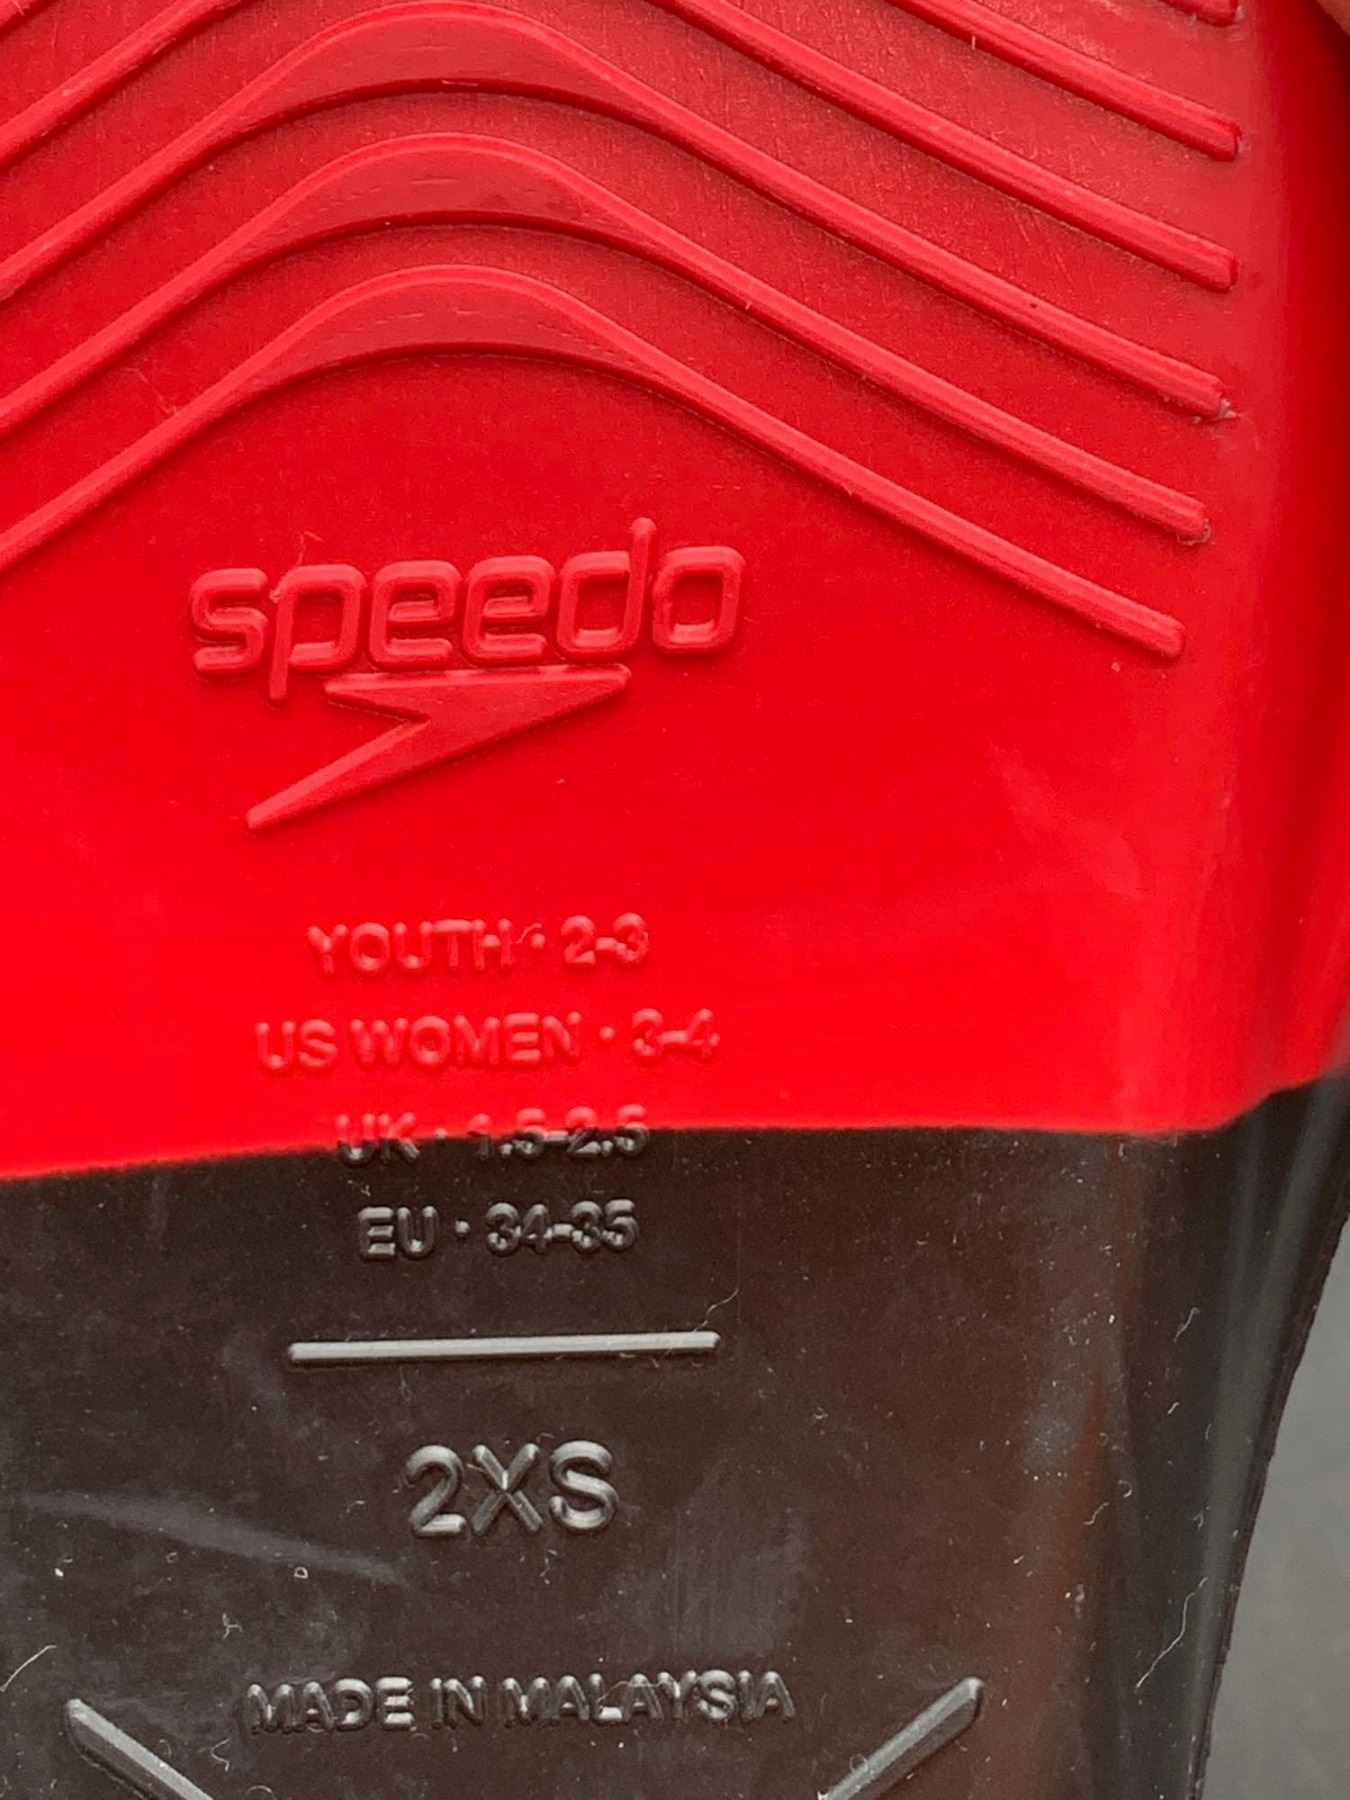 speedo
YOUTH · 2-3
US WOMEN · 3-4
UK · 1.5-2.5
EU · 34-35
2XS
MADE IN MALAYSIA